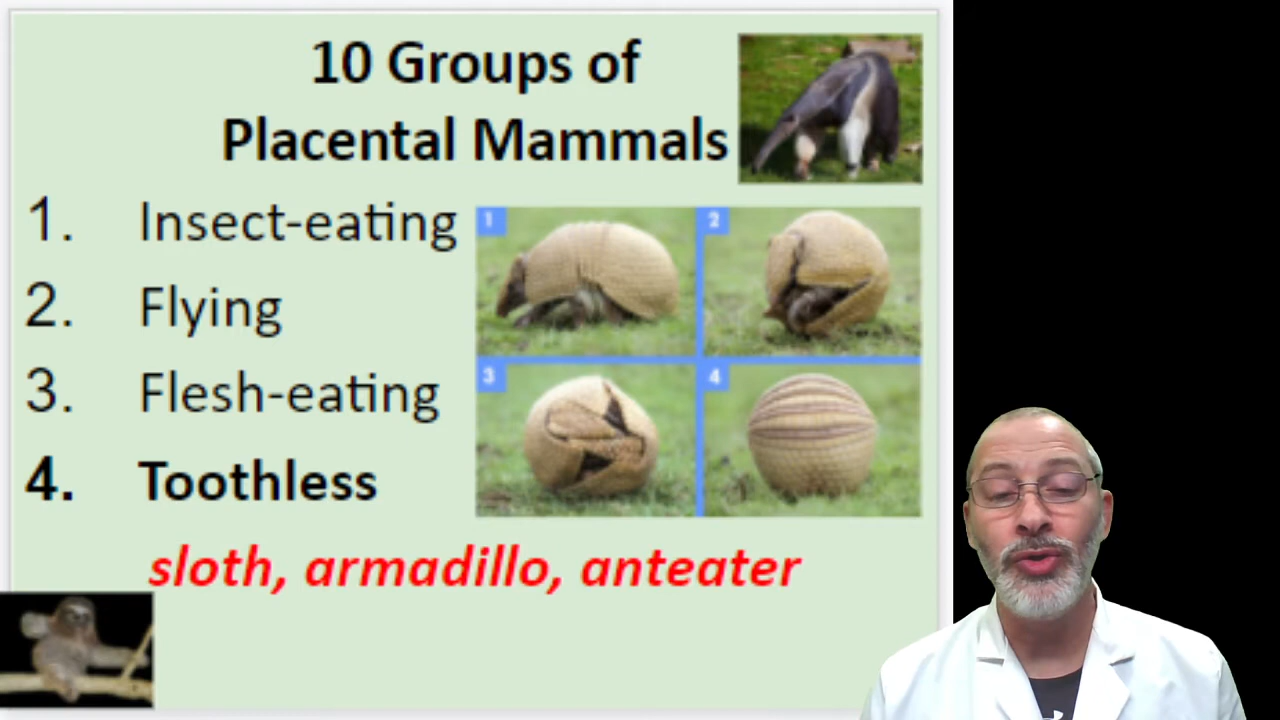 10 Groups of
Placental Mammals
1. Insect-eating
2. Flying
3. Flesh-eating
4. Toothless
sloth, armadillo, anteater
1
2
3
4